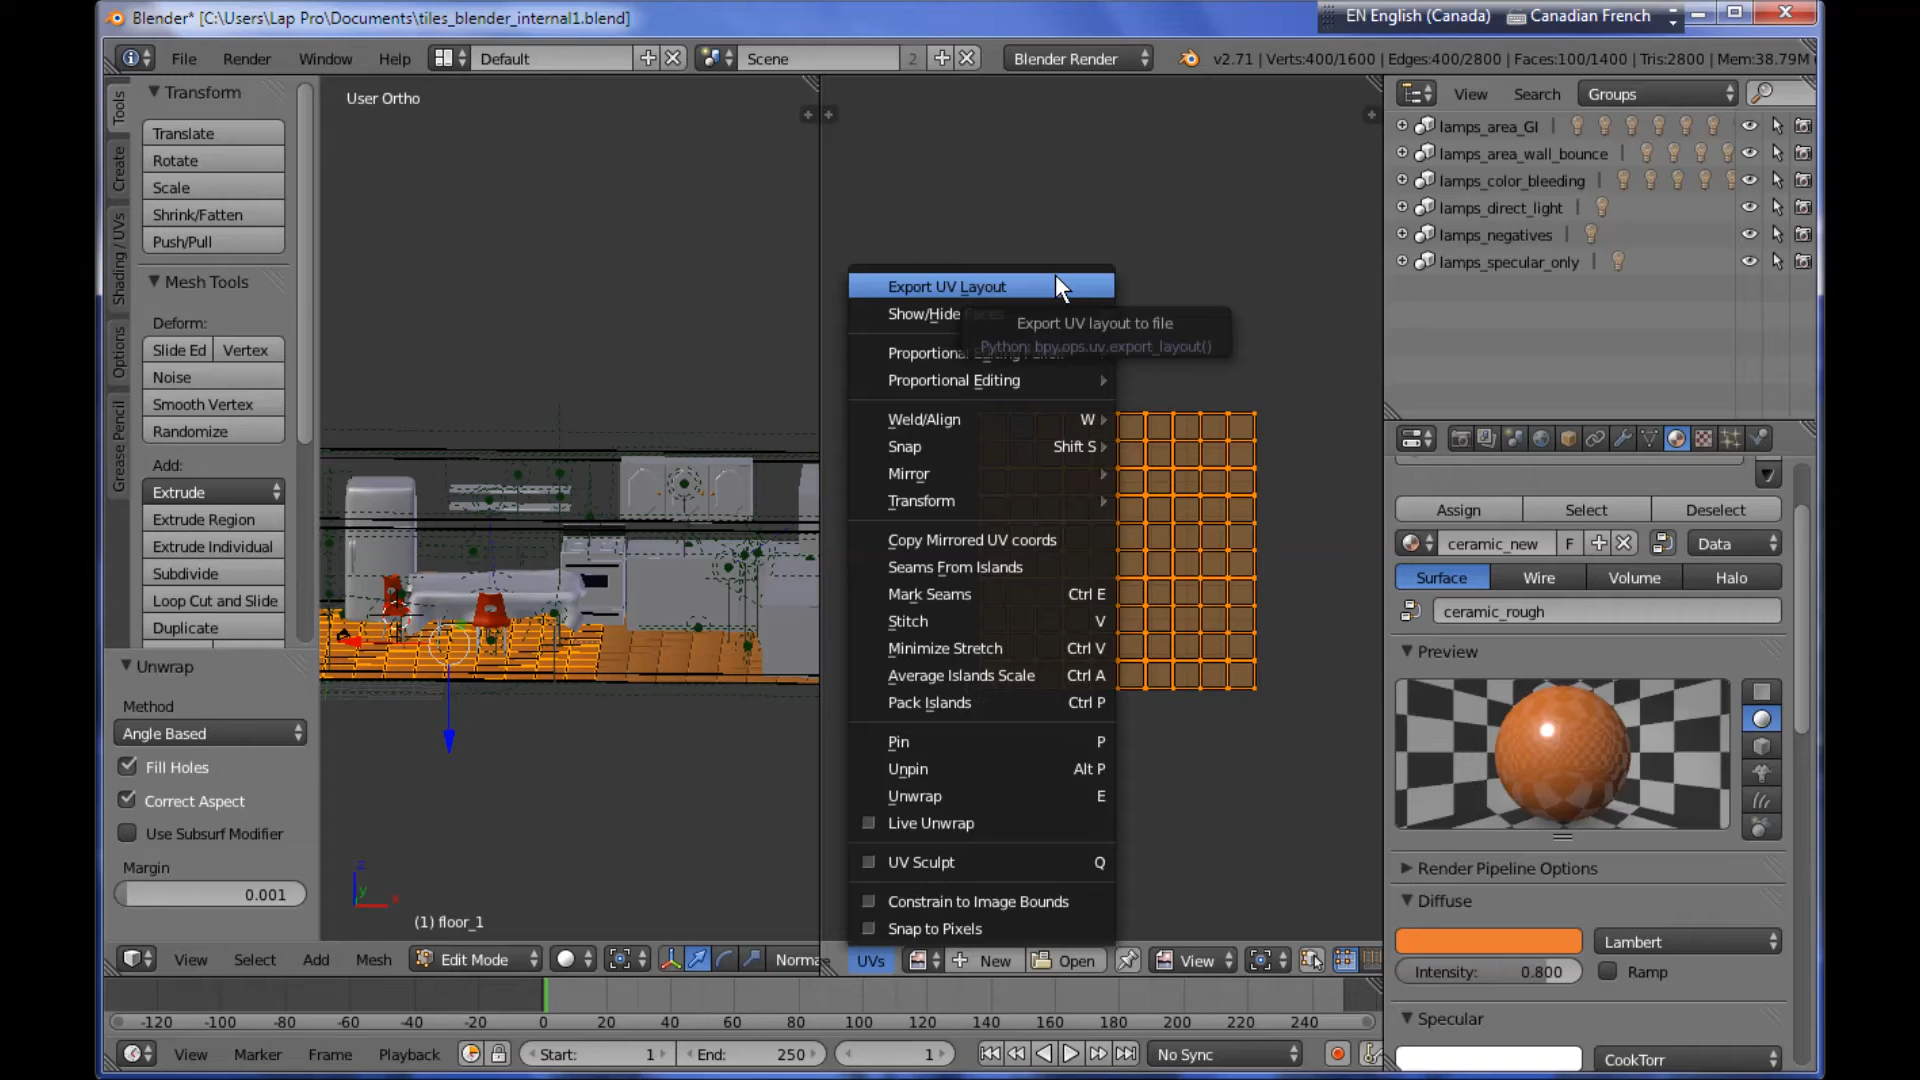 Blender* [C:\Users\Lap Pro\Documents\tiles_blender_internal1.blend]
EN English (Canada) Canadian French
File Render Window Help Default Scene 2 Blender Render v2.71 | Verts:400/1600 | Edges:400/2800 | Faces:100/1400 | Tris:2800 | Mem:38.79M
Tools
Create
Shading / UVs
Options
Grease Pencil
Transform
Translate
Rotate
Scale
Shrink/Fatten
Push/Pull
Mesh Tools
Deform:
Slide Ed Vertex
Noise
Smooth Vertex
Randomize
Add:
Extrude
Extrude Region
Extrude Individual
Subdivide
Loop Cut and Slide
Duplicate
Unwrap
Method
Angle Based
Fill Holes
Correct Aspect
Use Subsurf Modifier
Margin
0.001
User Ortho
z
y
x
(1) floor_1
View Select Add Mesh Edit Mode Norma
Export UV Layout
Show/Hide Faces
Export UV layout to file
Python: bpy.ops.uv.export_layout()
Proportional Editing
Proportional Editing
Weld/Align W
Snap Shift S
Mirror
Transform
Copy Mirrored UV coords
Seams From Islands
Mark Seams Ctrl E
Stitch V
Minimize Stretch Ctrl V
Average Islands Scale Ctrl A
Pack Islands Ctrl P
Pin P
Unpin Alt P
Unwrap E
Live Unwrap
UV Sculpt Q
Constrain to Image Bounds
Snap to Pixels
UVs New Open View
View Search Groups
lamps_area_GI
lamps_area_wall_bounce
lamps_color_bleeding
lamps_direct_light
lamps_negatives
lamps_specular_only
Assign Select Deselect
ceramic_new F Data
Surface Wire Volume Halo
ceramic_rough
Preview
Render Pipeline Options
Diffuse
Lambert
Intensity: 0.800 Ramp
Specular
CookTorr
-120 -100 -80 -60 -40 -20 0 20 40 60 80 100 120 140 160 180 200 220 240
View Marker Frame Playback Start: 1 End: 250 1 No Sync